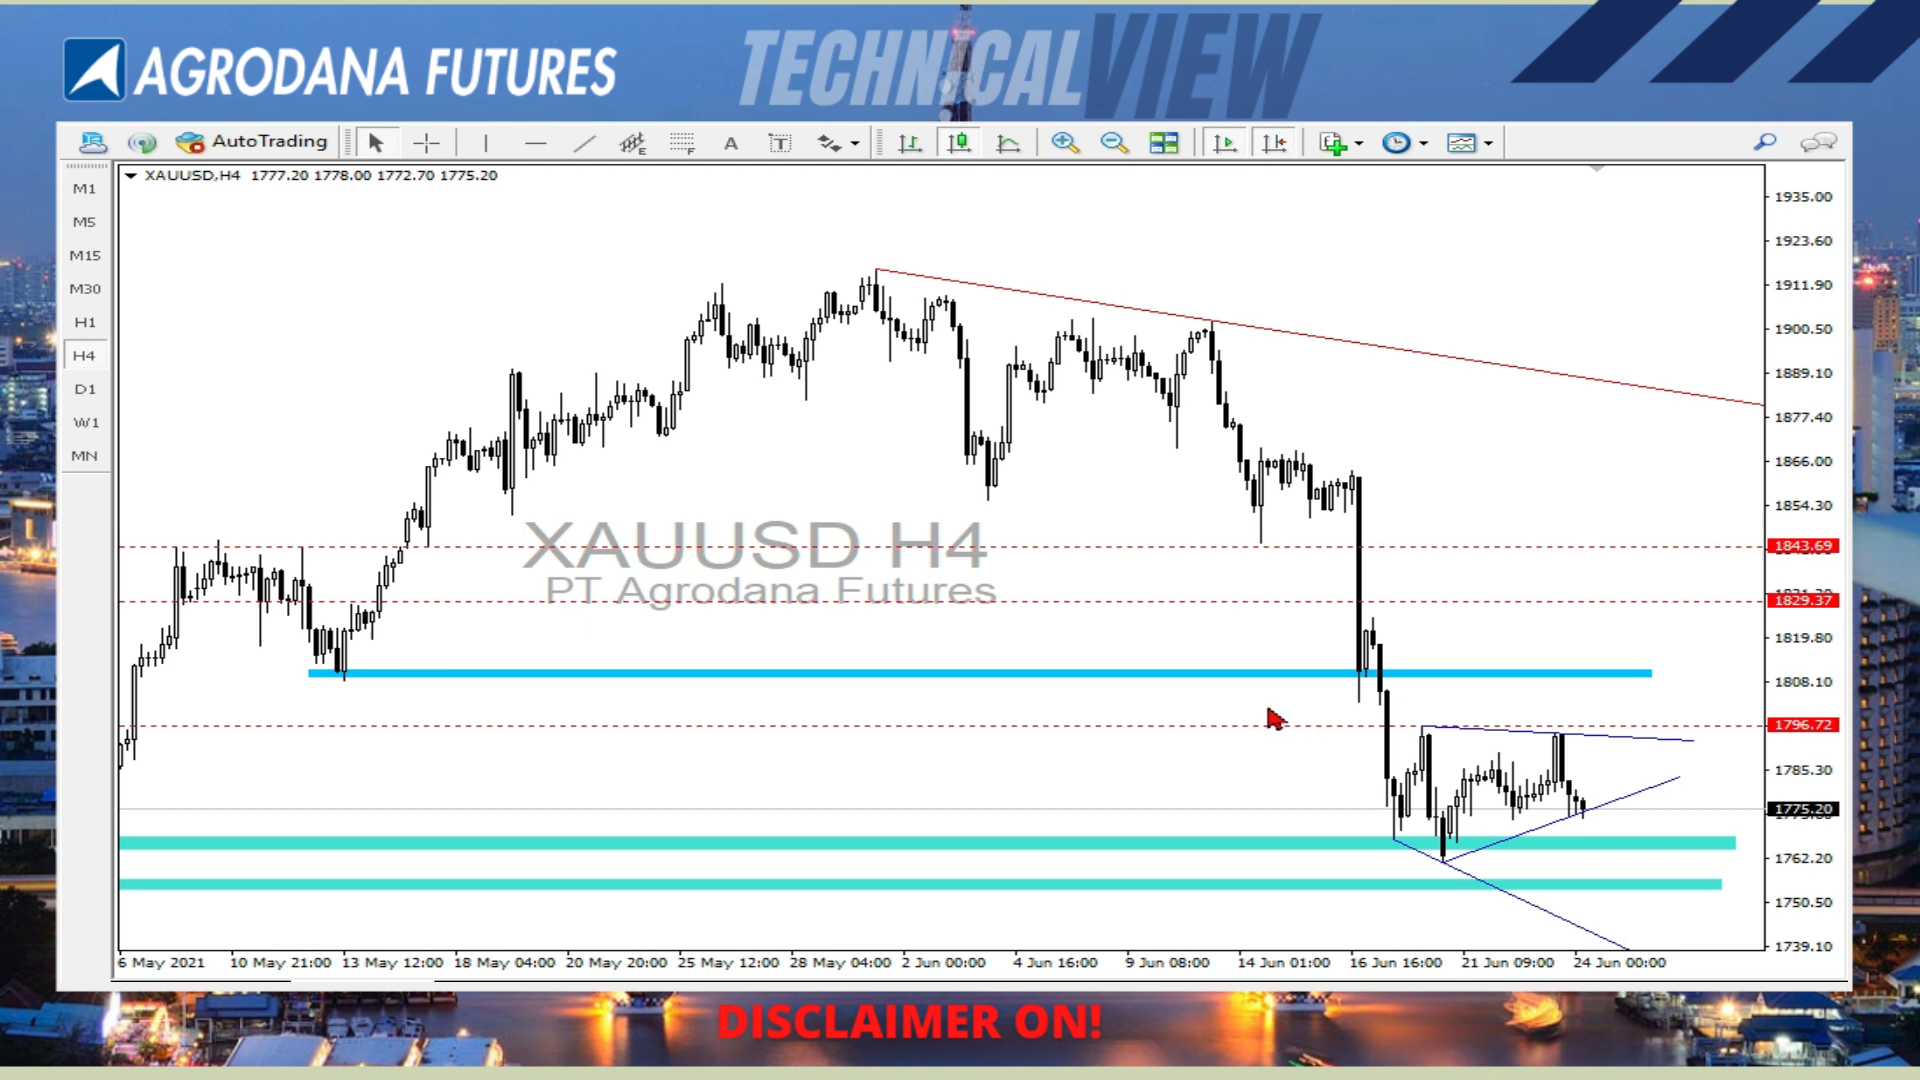 AGRODANA FUTURES
TECHNICAL VIEW
AutoTrading
E
F
A
T
M1
M5
M15
M30
H1
H4
D1
W1
MN
XAUUSD,H4 1777.20 1778.00 1772.70 1775.20
XAUUSD H4
PT Agrodana Futures
1935.00
1923.60
1911.90
1900.50
1889.10
1877.40
1866.00
1854.30
1843.69
1829.37
1819.80
1808.10
1796.72
1785.30
1775.20
1762.20
1750.50
1739.10
6 May 2021 10 May 21:00 13 May 12:00 18 May 04:00 20 May 20:00 25 May 12:00 28 May 04:00 2 Jun 00:00 4 Jun 16:00 9 Jun 08:00 14 Jun 01:00 16 Jun 16:00 21 Jun 09:00 24 Jun 00:00
DISCLAIMER ON!